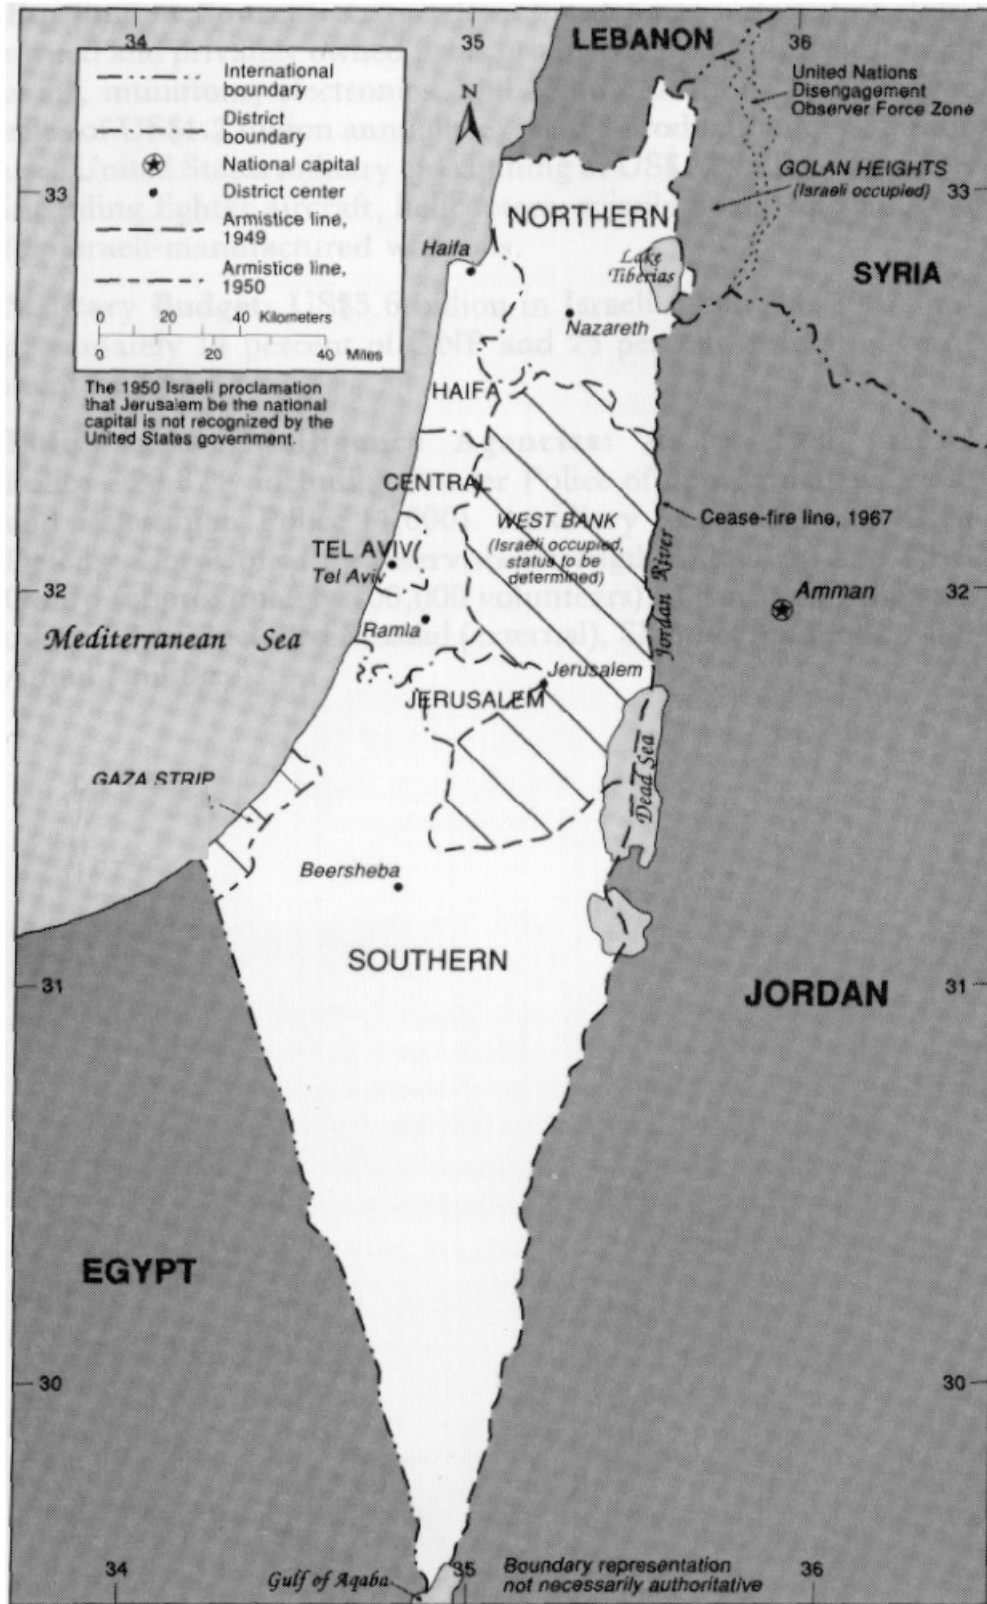 34
35
36
LEBANON
International
boundary
District
boundary
National capital
District center
Armistice line,
1949
Armistice line,
1950
0 20 40 Kilometers
0 20 40 Miles
The 1950 Israeli proclamation
that Jerusalem be the national
capital is not recognized by the
United States government.
N
United Nations
Disengagement
Observer Force Zone
GOLAN HEIGHTS
(Israeli occupied)
33
33
NORTHERN
Haifa
Lake
Tiberias
SYRIA
Nazareth
HAIFA
CENTRAL
WEST BANK
(Israeli occupied,
status to be
determined)
Cease-fire line, 1967
Jordan River
TEL AVIV
Tel Aviv
32
32
Amman
Mediterranean Sea
Ramla
Jerusalem
JERUSALEM
Dead Sea
GAZA STRIP
Beersheba
SOUTHERN
31
31
JORDAN
EGYPT
30
30
Gulf of Aqaba
34
35
36
Boundary representation
not necessarily authoritative